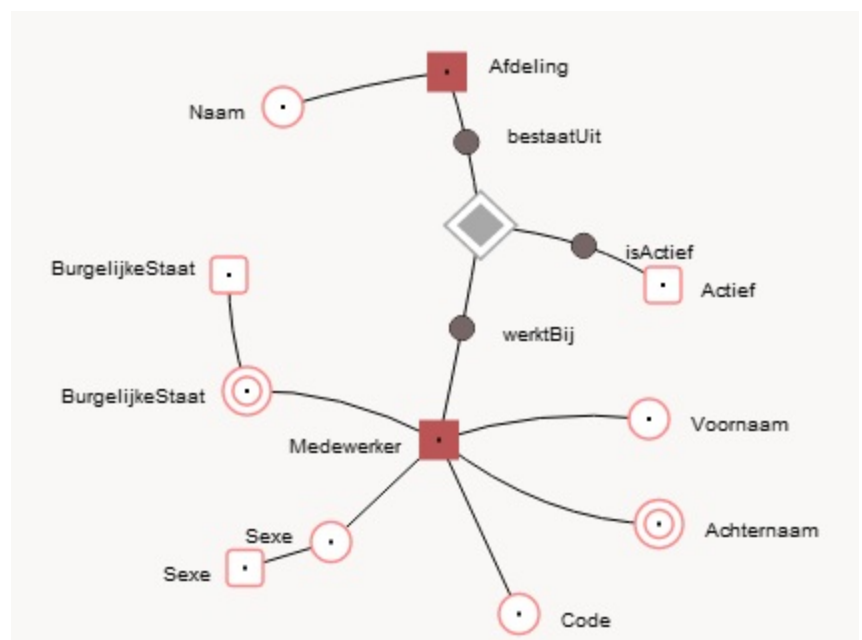 Afdeling
Naam
bestaatUit
isActief
BurgelijkeStaat
Actief
werktBij
BurgelijkeStaat
Voornaam
Medewerker
Achternaam
Sexe
Sexe
Code